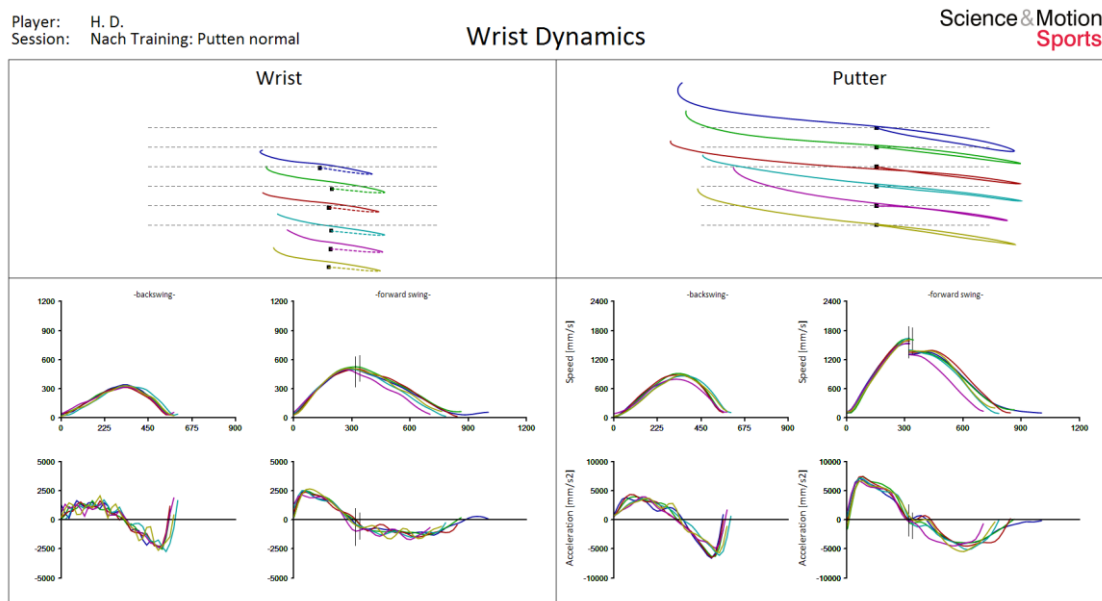 Player: H. D.
Session: Nach Training: Putten normal
Wrist Dynamics
Science&Motion
Sports
Wrist
Putter
-backswing-
1200
900
600
300
0
0 225 450 675 900
-forward swing-
1200
900
600
300
0
0 300 600 900 1200
-backswing-
Speed [mm/s]
2400
1800
1200
600
0
0 225 450 675 900
-forward swing-
Speed [mm/s]
2400
1800
1200
600
0
0 300 600 900 1200
5000
2500
0
-2500
-5000
5000
2500
0
-2500
-5000
Acceleration [mm/s2]
10000
5000
0
-5000
-10000
Acceleration [mm/s2]
10000
5000
0
-5000
-10000